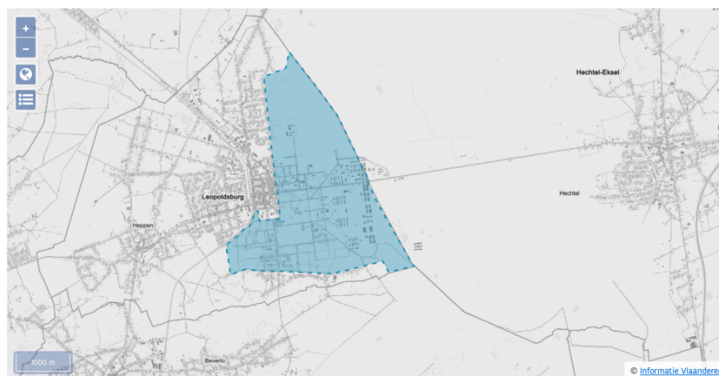 +
−
Hechtel-Eksel
Leopoldsburg
Hechtel
Heppen
Beverlo
1000 m
© Informatie Vlaanderen